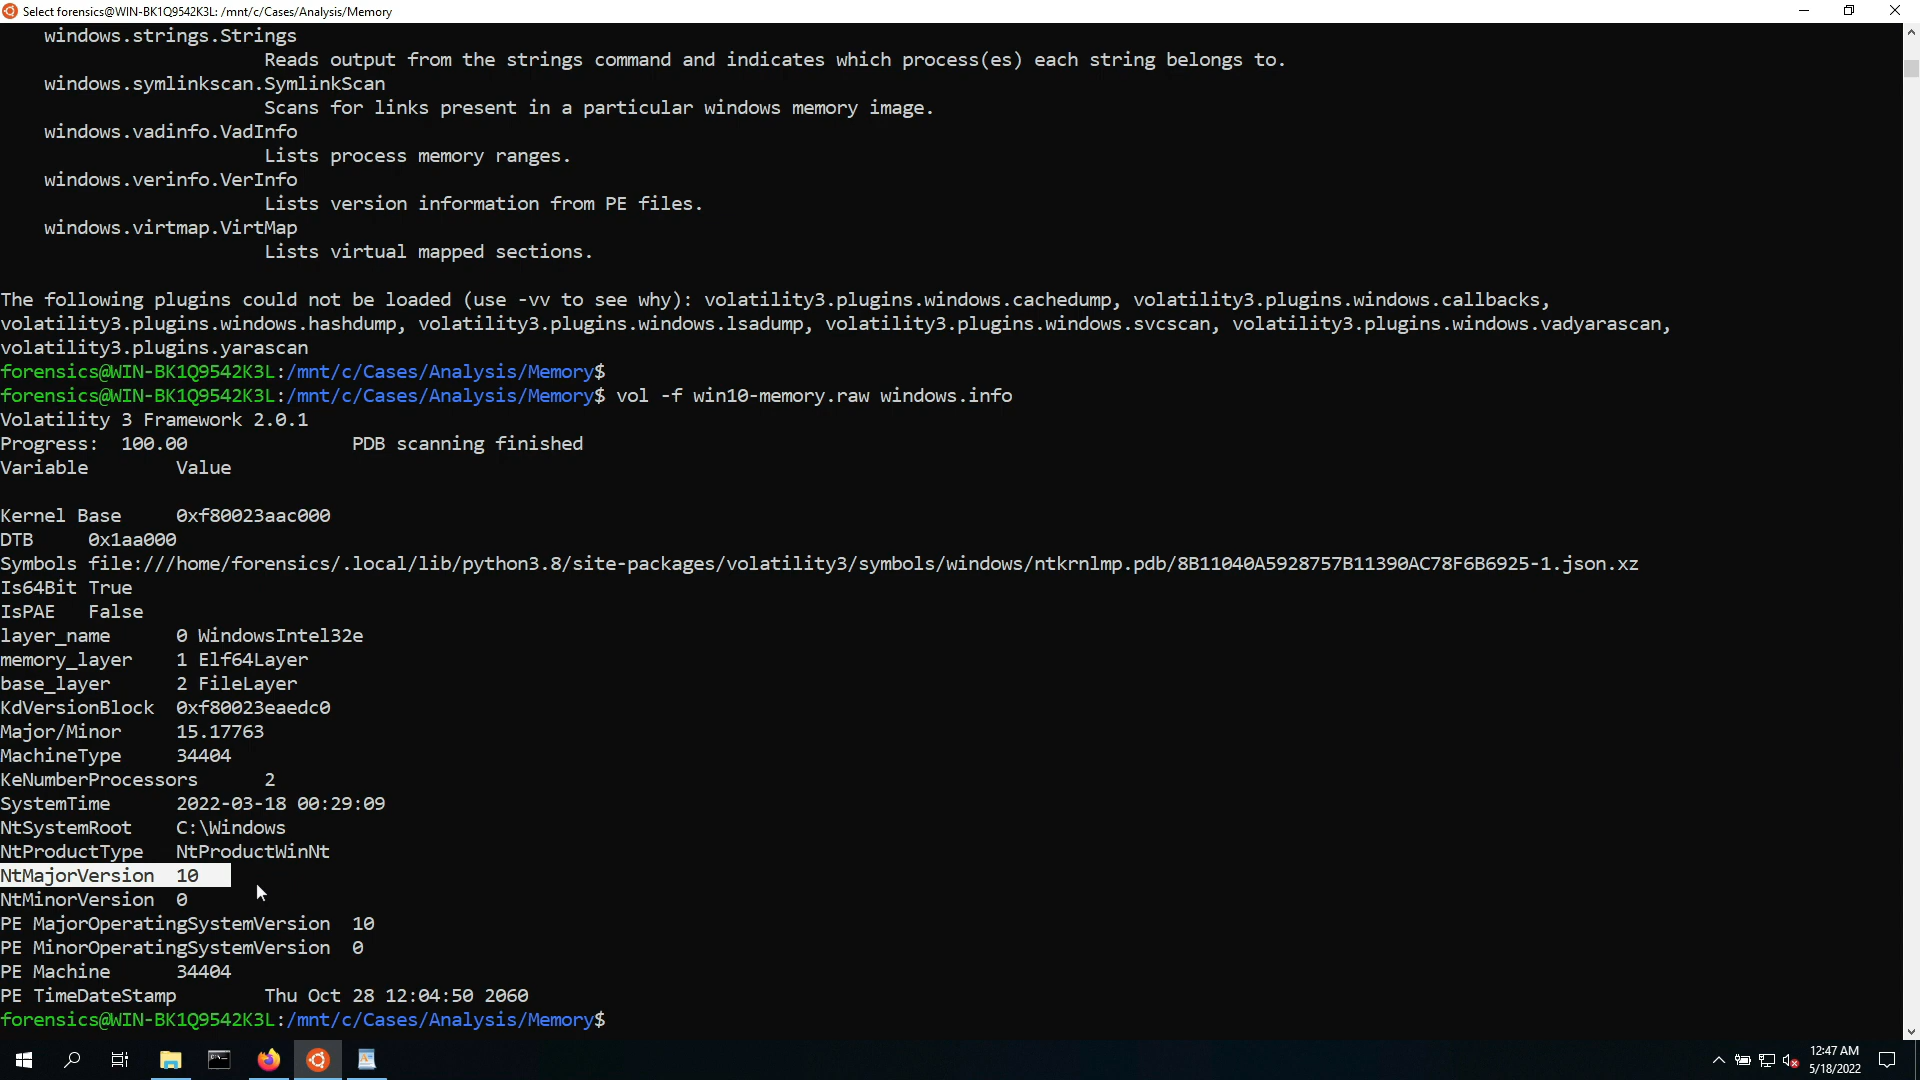 Select forensics@WIN-BK1Q9542K3L: /mnt/c/Cases/Analysis/Memory
windows.strings.Strings
Reads output from the strings command and indicates which process(es) each string belongs to.
windows.symlinkscan.SymlinkScan
Scans for links present in a particular windows memory image.
windows.vadinfo.VadInfo
Lists process memory ranges.
windows.verinfo.VerInfo
Lists version information from PE files.
windows.virtmap.VirtMap
Lists virtual mapped sections.
The following plugins could not be loaded (use -vv to see why): volatility3.plugins.windows.cachedump, volatility3.plugins.windows.callbacks,
volatility3.plugins.windows.hashdump, volatility3.plugins.windows.lsadump, volatility3.plugins.windows.svcscan, volatility3.plugins.windows.vadyarascan,
volatility3.plugins.yarascan
forensics@WIN-BK1Q9542K3L:/mnt/c/Cases/Analysis/Memory$
forensics@WIN-BK1Q9542K3L:/mnt/c/Cases/Analysis/Memory$ vol -f win10-memory.raw windows.info
Volatility 3 Framework 2.0.1
Progress:  100.00               PDB scanning finished
Variable        Value
Kernel Base     0xf80023aac000
DTB     0x1aa000
Symbols file:///home/forensics/.local/lib/python3.8/site-packages/volatility3/symbols/windows/ntkrnlmp.pdb/8B11040A5928757B11390AC78F6B6925-1.json.xz
Is64Bit True
IsPAE   False
layer_name      0 WindowsIntel32e
memory_layer    1 Elf64Layer
base_layer      2 FileLayer
KdVersionBlock  0xf80023eaedc0
Major/Minor     15.17763
MachineType     34404
KeNumberProcessors      2
SystemTime      2022-03-18 00:29:09
NtSystemRoot    C:\Windows
NtProductType   NtProductWinNt
NtMajorVersion  10
NtMinorVersion  0
PE MajorOperatingSystemVersion  10
PE MinorOperatingSystemVersion  0
PE Machine      34404
PE TimeDateStamp        Thu Oct 28 12:04:50 2060
forensics@WIN-BK1Q9542K3L:/mnt/c/Cases/Analysis/Memory$
12:47 AM
5/18/2022